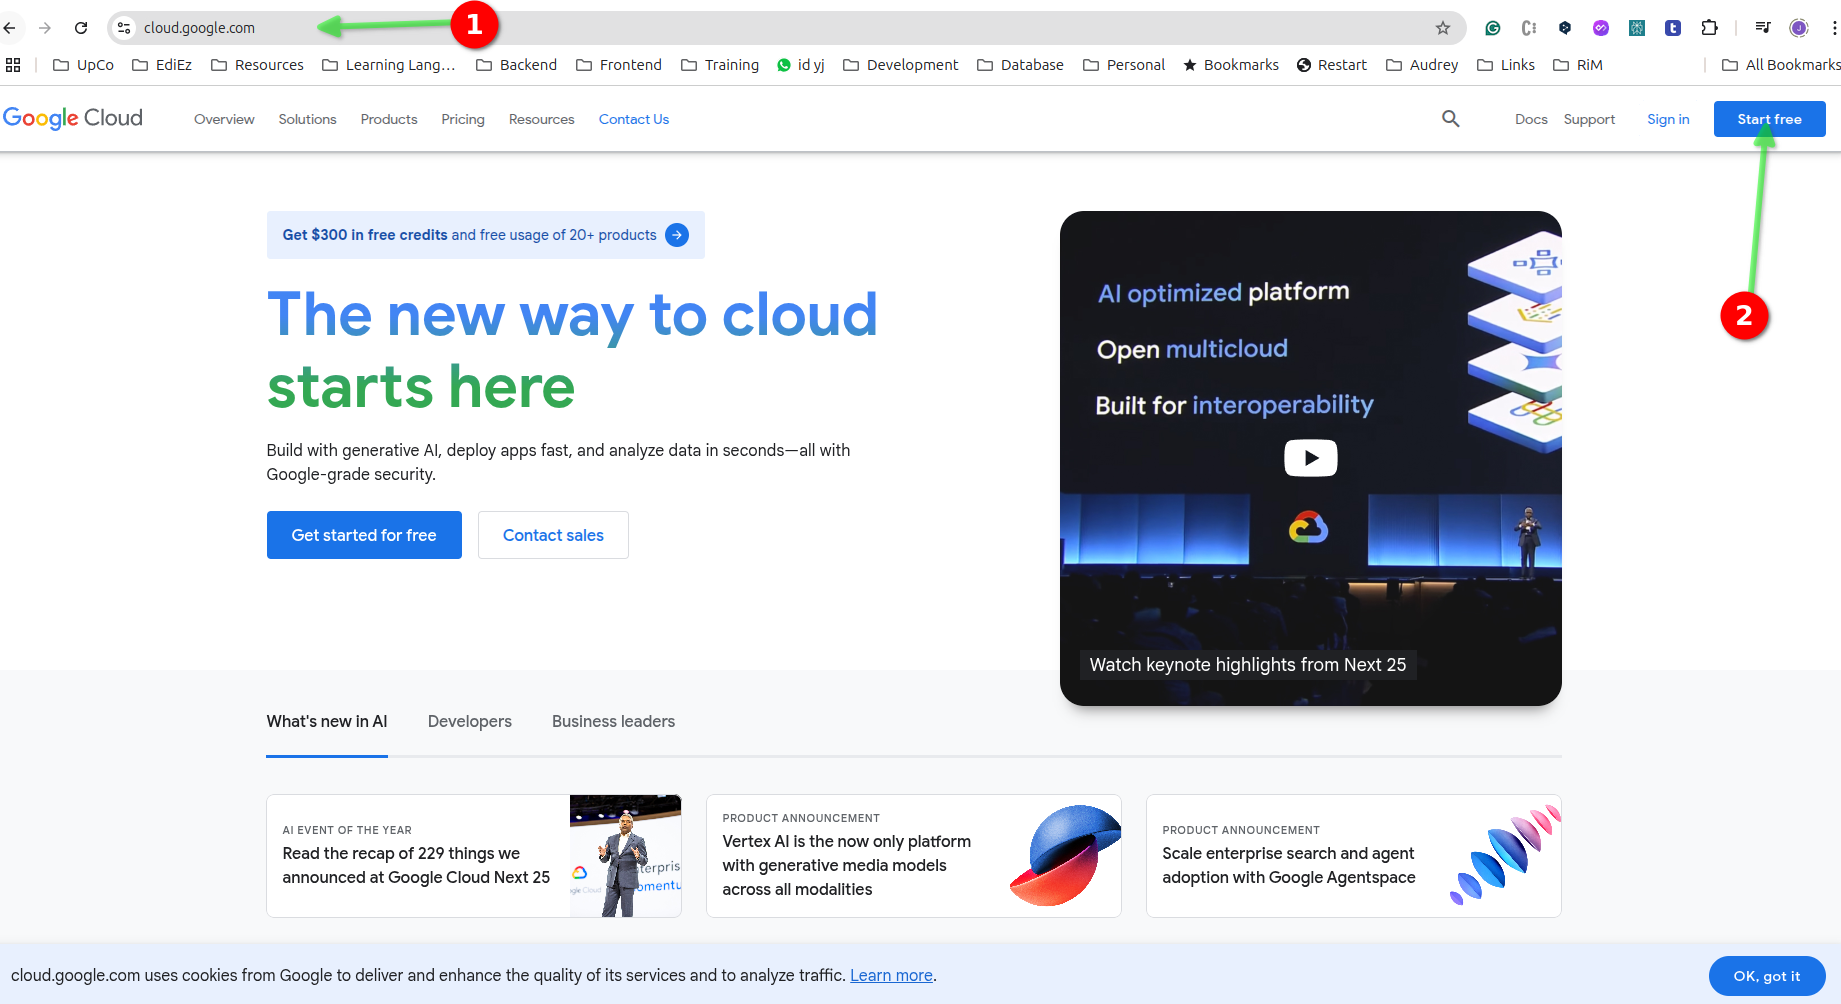 cloud.google.com
1
UpCo EdiEz Resources Learning Lang... Backend Frontend Training id yj Development Database Personal Bookmarks Restart Audrey Links RiM All Bookmarks
Google Cloud Overview Solutions Products Pricing Resources Contact Us Docs Support Sign in Start free
2
Get $300 in free credits and free usage of 20+ products
The new way to cloud
starts here
Build with generative AI, deploy apps fast, and analyze data in seconds—all with
Google-grade security.
Get started for free Contact sales
AI optimized platform
Open multicloud
Built for interoperability
Watch keynote highlights from Next 25
What's new in AI Developers Business leaders
AI EVENT OF THE YEAR
Read the recap of 229 things we
announced at Google Cloud Next 25
terpris
gle Cloud
omentu
PRODUCT ANNOUNCEMENT
Vertex AI is the now only platform
with generative media models
across all modalities
PRODUCT ANNOUNCEMENT
Scale enterprise search and agent
adoption with Google Agentspace
cloud.google.com uses cookies from Google to deliver and enhance the quality of its services and to analyze traffic. Learn more.
OK, got it